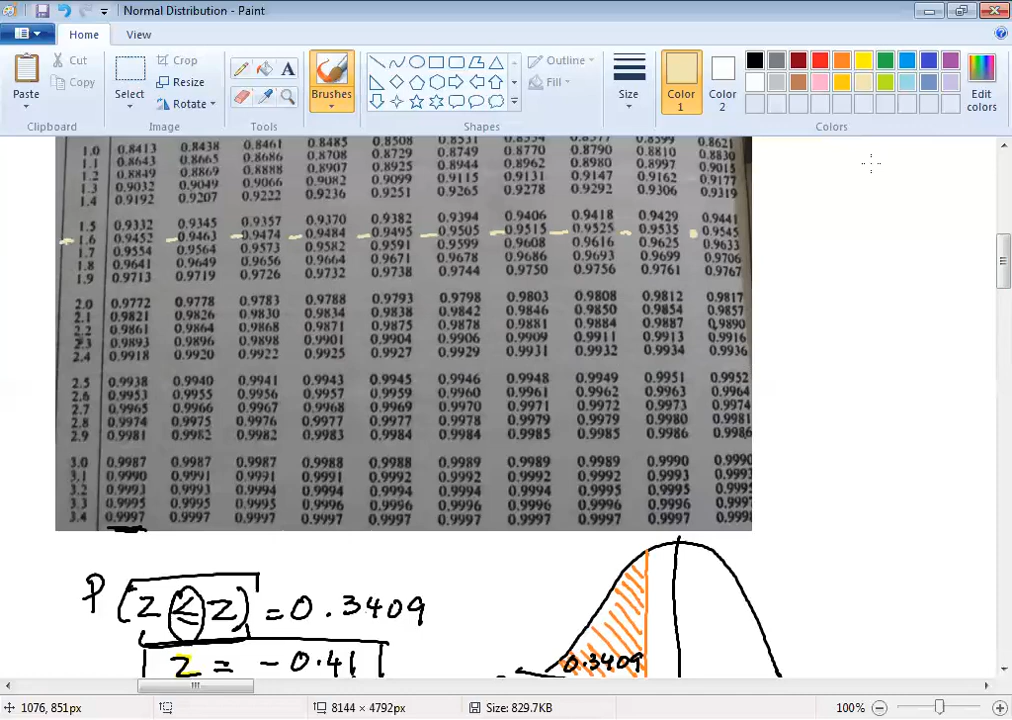 Normal Distribution - Paint
Home View
Paste
Cut
Copy
Clipboard
Select
Crop
Resize
Rotate
Image
Tools
Brushes
Shapes
Outline
Fill
Size
Color 1
Color 2
Colors
Edit colors
1.0 0.8413 0.8438 0.8461 0.8485 0.8508 0.8531 0.8554 0.8577 0.8599 0.8621
1.1 0.8643 0.8665 0.8686 0.8708 0.8729 0.8749 0.8770 0.8790 0.8810 0.8830
1.2 0.8849 0.8869 0.8888 0.8907 0.8925 0.8944 0.8962 0.8980 0.8997 0.9015
1.3 0.9032 0.9049 0.9066 0.9082 0.9099 0.9115 0.9131 0.9147 0.9162 0.9177
1.4 0.9192 0.9207 0.9222 0.9236 0.9251 0.9265 0.9278 0.9292 0.9306 0.9319
1.5 0.9332 0.9345 0.9357 0.9370 0.9382 0.9394 0.9406 0.9418 0.9429 0.9441
1.6 0.9452 0.9463 0.9474 0.9484 0.9495 0.9505 0.9515 0.9525 0.9535 0.9545
1.7 0.9554 0.9564 0.9573 0.9582 0.9591 0.9599 0.9608 0.9616 0.9625 0.9633
1.8 0.9641 0.9649 0.9656 0.9664 0.9671 0.9678 0.9686 0.9693 0.9699 0.9706
1.9 0.9713 0.9719 0.9726 0.9732 0.9738 0.9744 0.9750 0.9756 0.9761 0.9767
2.0 0.9772 0.9778 0.9783 0.9788 0.9793 0.9798 0.9803 0.9808 0.9812 0.9817
2.1 0.9821 0.9826 0.9830 0.9834 0.9838 0.9842 0.9846 0.9850 0.9854 0.9857
2.2 0.9861 0.9864 0.9868 0.9871 0.9875 0.9878 0.9881 0.9884 0.9887 0.9890
2.3 0.9893 0.9896 0.9898 0.9901 0.9904 0.9906 0.9909 0.9911 0.9913 0.9916
2.4 0.9918 0.9920 0.9922 0.9925 0.9927 0.9929 0.9931 0.9932 0.9934 0.9936
2.5 0.9938 0.9940 0.9941 0.9943 0.9945 0.9946 0.9948 0.9949 0.9951 0.9952
2.6 0.9953 0.9955 0.9956 0.9957 0.9959 0.9960 0.9961 0.9962 0.9963 0.9964
2.7 0.9965 0.9966 0.9967 0.9968 0.9969 0.9970 0.9971 0.9972 0.9973 0.9974
2.8 0.9974 0.9975 0.9976 0.9977 0.9977 0.9978 0.9979 0.9979 0.9980 0.9981
2.9 0.9981 0.9982 0.9982 0.9983 0.9984 0.9984 0.9985 0.9985 0.9986 0.9986
3.0 0.9987 0.9987 0.9987 0.9988 0.9988 0.9989 0.9989 0.9989 0.9990 0.9990
3.1 0.9990 0.9991 0.9991 0.9991 0.9992 0.9992 0.9992 0.9992 0.9993 0.9993
3.2 0.9993 0.9993 0.9994 0.9994 0.9994 0.9994 0.9994 0.9995 0.9995 0.9995
3.3 0.9995 0.9995 0.9995 0.9996 0.9996 0.9996 0.9996 0.9996 0.9996 0.9997
3.4 0.9997 0.9997 0.9997 0.9997 0.9997 0.9997 0.9997 0.9997 0.9997 0.9998
P(Z ≤ z) = 0.3409
z = -0.41
0.3409
1076, 851px
8144 × 4792px
Size: 829.7KB
100%